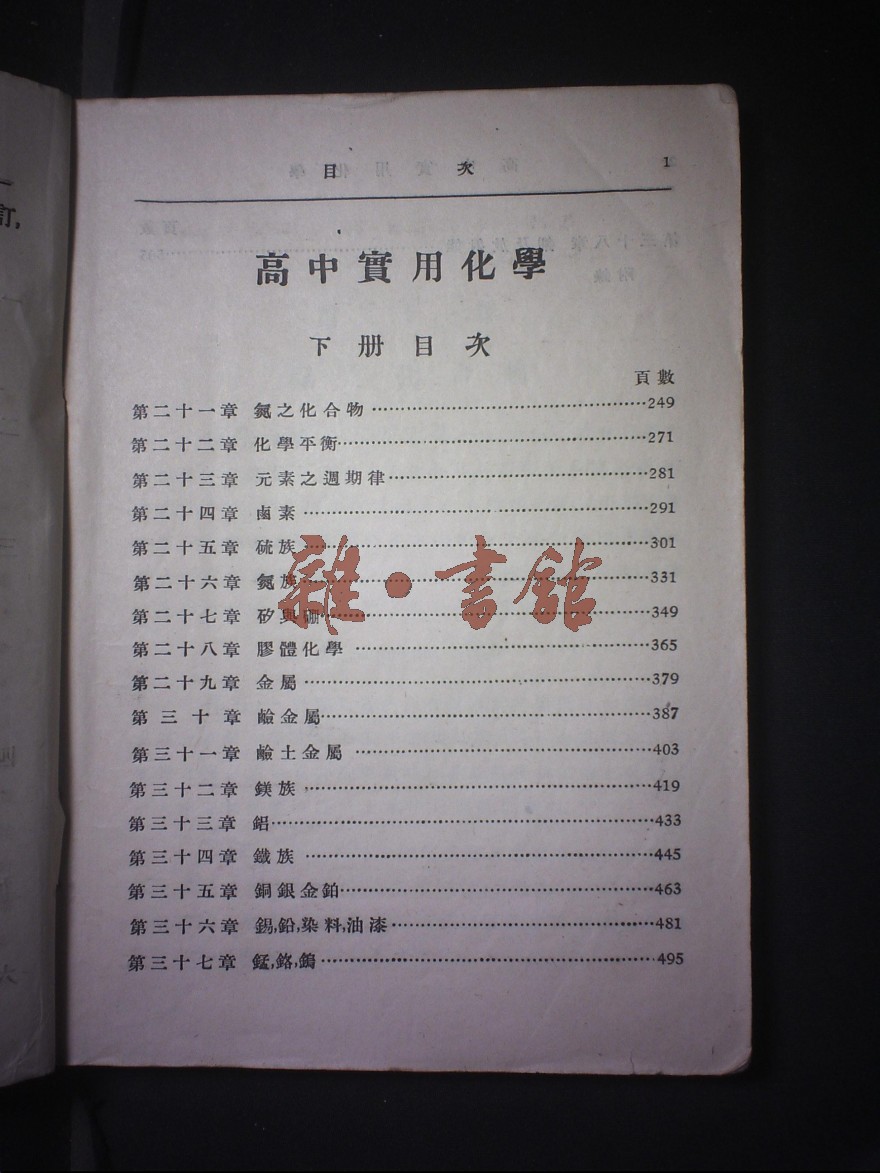 目次 1
高中實用化學
下册目次
頁數
第二十一章 氮之化合物 249
第二十二章 化學平衡 271
第二十三章 元素之週期律 281
第二十四章 鹵素 291
第二十五章 硫族 301
第二十六章 氮族 331
第二十七章 矽與硼 349
第二十八章 膠體化學 365
第二十九章 金屬 379
第三十章 鹼金屬 387
第三十一章 鹼土金屬 403
第三十二章 鎂族 419
第三十三章 鋁 433
第三十四章 鐵族 445
第三十五章 銅銀金鉑 463
第三十六章 錫,鉛,染料,油漆 481
第三十七章 錳,鉻,鎢 495
雜·書館
訂,